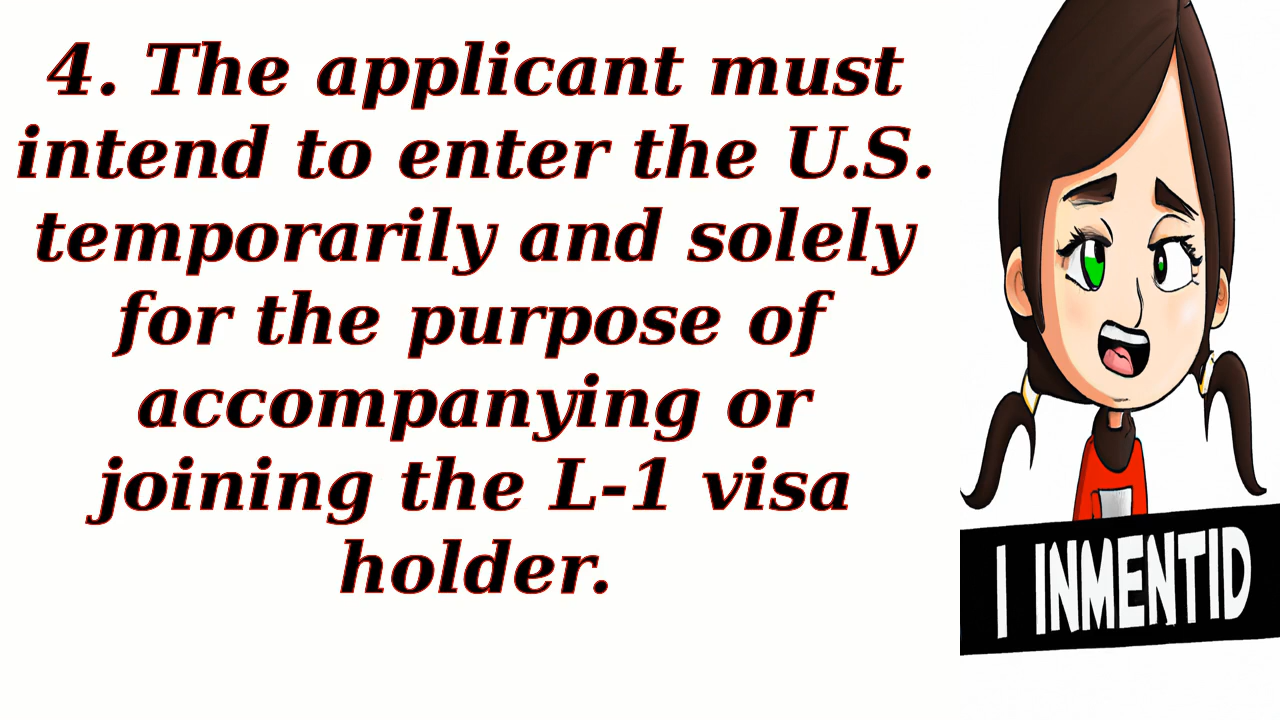 4. The applicant must
intend to enter the U.S.
temporarily and solely
for the purpose of
accompanying or
joining the L-1 visa
holder.
I INMENTID